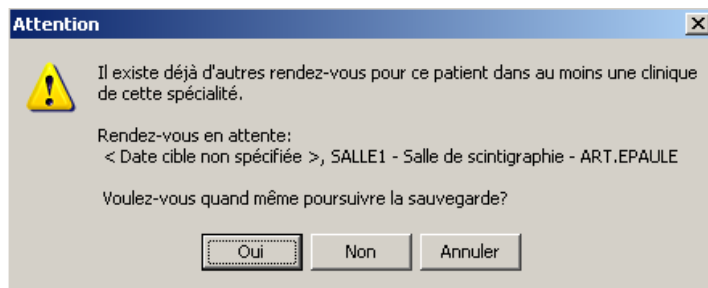 Attention
Il existe déjà d'autres rendez-vous pour ce patient dans au moins une clinique
de cette spécialité.
Rendez-vous en attente:
< Date cible non spécifiée >, SALLE1 - Salle de scintigraphie - ART.EPAULE
Voulez-vous quand même poursuivre la sauvegarde?
Oui Non Annuler